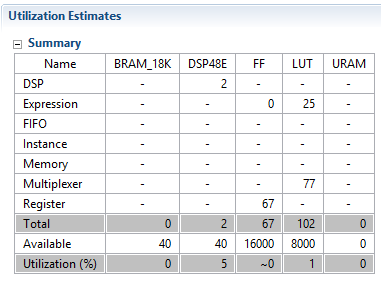 Utilization Estimates
Summary
Name BRAM_18K DSP48E FF LUT URAM
DSP - 2 - - -
Expression - - 0 25 -
FIFO - - - - -
Instance - - - - -
Memory - - - - -
Multiplexer - - - 77 -
Register - - 67 - -
Total 0 2 67 102 0
Available 40 40 16000 8000 0
Utilization (%) 0 5 ~0 1 0